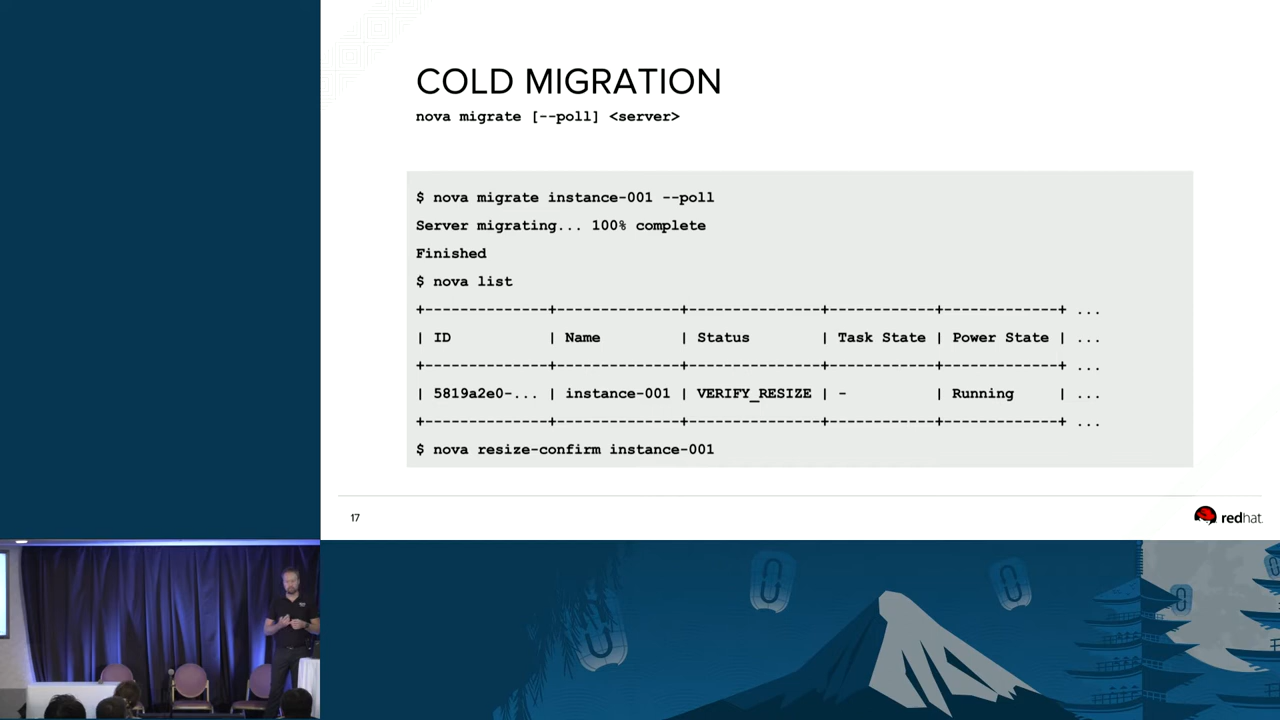 COLD MIGRATION
nova migrate [--poll] <server>
$ nova migrate instance-001 --poll
Server migrating... 100% complete
Finished
$ nova list
+--------------+--------------+---------------+------------+-------------+ ...
| ID | Name | Status | Task State | Power State | ...
+--------------+--------------+---------------+------------+-------------+ ...
| 5819a2e0-... | instance-001 | VERIFY_RESIZE | - | Running | ...
+--------------+--------------+---------------+------------+-------------+ ...
$ nova resize-confirm instance-001
17
redhat.